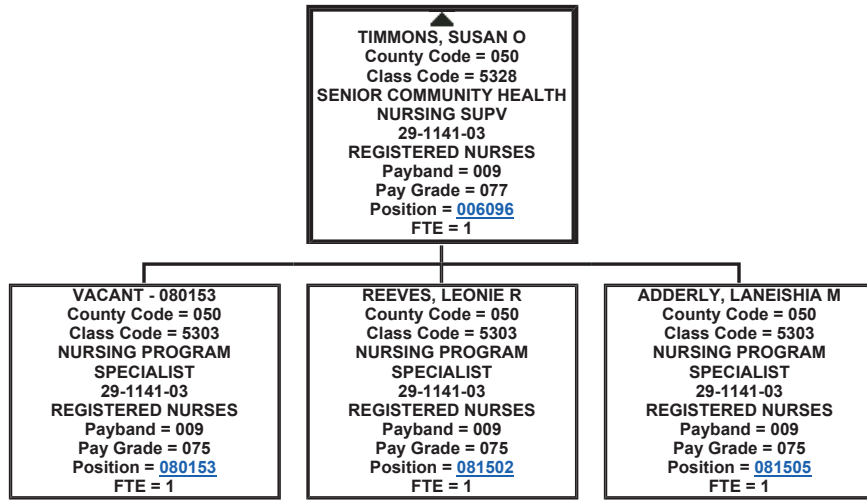 TIMMONS, SUSAN O
County Code = 050
Class Code = 5328
SENIOR COMMUNITY HEALTH
NURSING SUPV
29-1141-03
REGISTERED NURSES
Payband = 009
Pay Grade = 077
Position = 006096
FTE = 1
VACANT - 080153
County Code = 050
Class Code = 5303
NURSING PROGRAM
SPECIALIST
29-1141-03
REGISTERED NURSES
Payband = 009
Pay Grade = 075
Position = 080153
FTE = 1
REEVES, LEONIE R
County Code = 050
Class Code = 5303
NURSING PROGRAM
SPECIALIST
29-1141-03
REGISTERED NURSES
Payband = 009
Pay Grade = 075
Position = 081502
FTE = 1
ADDERLY, LANEISHIA M
County Code = 050
Class Code = 5303
NURSING PROGRAM
SPECIALIST
29-1141-03
REGISTERED NURSES
Payband = 009
Pay Grade = 075
Position = 081505
FTE = 1